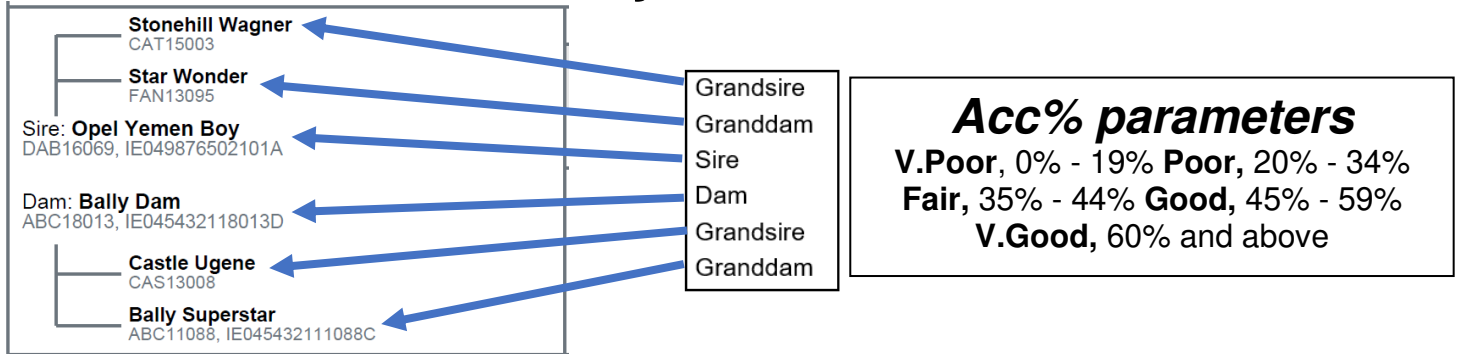 Stonehill Wagner
CAT15003
Star Wonder
FAN13095
Sire: Opel Yemen Boy
DAB16069, IE049876502101A
Dam: Bally Dam
ABC18013, IE045432118013D
Castle Ugene
CAS13008
Bally Superstar
ABC11088, IE045432111088C
Grandsire
Granddam
Sire
Dam
Grandsire
Granddam
Acc% parameters
V.Poor, 0% - 19% Poor, 20% - 34%
Fair, 35% - 44% Good, 45% - 59%
V.Good, 60% and above